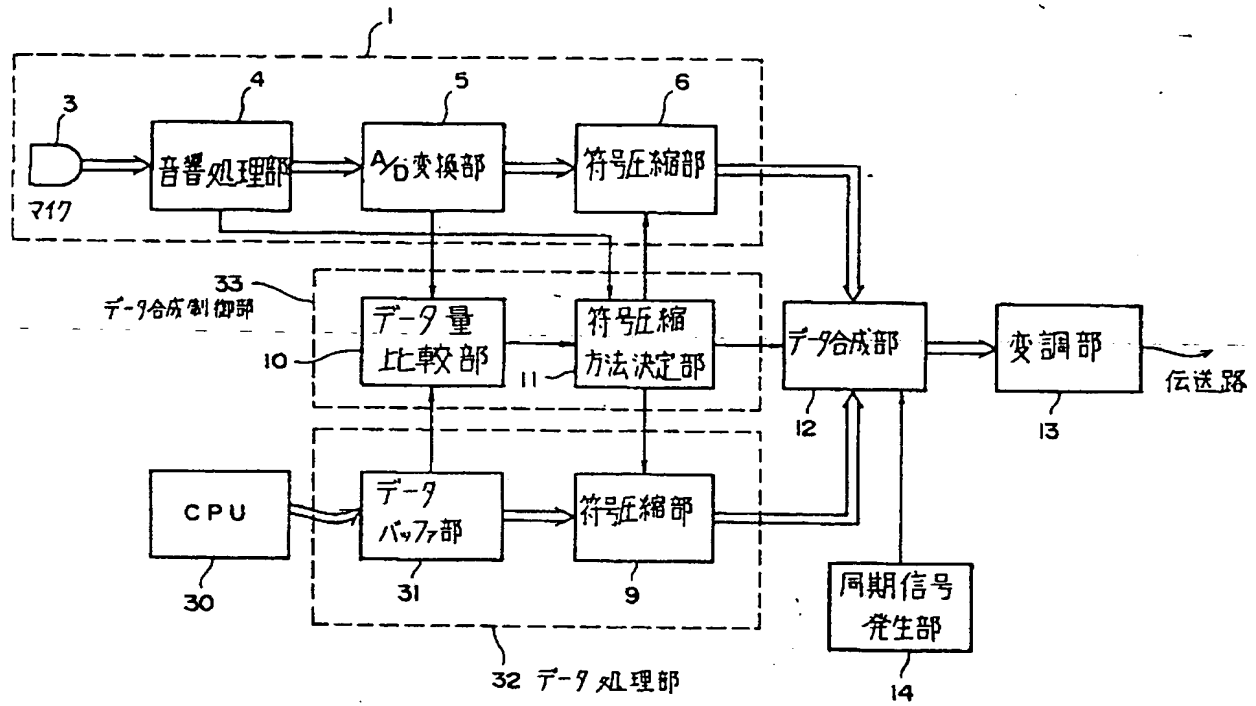 1
3
4
5
6
マイク
音響処理部
A/D変換部
符号圧縮部
33
データ合成制御部
データ量
比較部
10
符号圧縮
方法決定部
11
データ合成部
12
変調部
13
伝送路
CPU
30
データ
バッファ部
31
符号圧縮部
9
同期信号
発生部
14
32 データ処理部